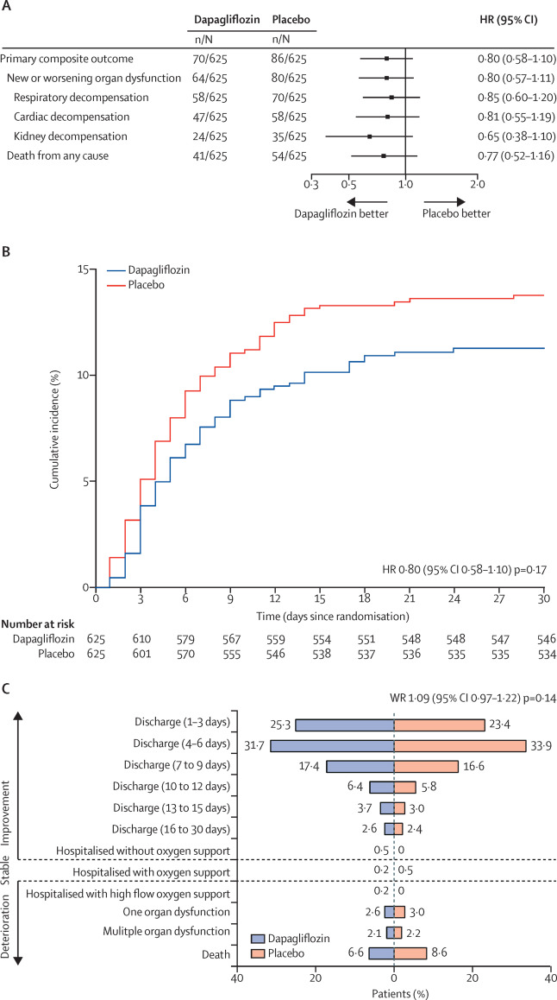 A
Dapagliflozin Placebo HR (95% CI)
n/N n/N
Primary composite outcome 70/625 86/625 0·80 (0·58–1·10)
New or worsening organ dysfunction 64/625 80/625 0·80 (0·57–1·11)
Respiratory decompensation 58/625 70/625 0·85 (0·60–1·20)
Cardiac decompensation 47/625 58/625 0·81 (0·55–1·19)
Kidney decompensation 24/625 35/625 0·65 (0·38–1·10)
Death from any cause 41/625 54/625 0·77 (0·52–1·16)
0·3 0·5 1·0 2·0
Dapagliflozin better Placebo better
B
15
Dapagliflozin
Placebo
10
Cumulative incidence (%)
5
HR 0·80 (95% CI 0·58–1·10) p=0·17
0
0 3 6 9 12 15 18 21 24 27 30
Time (days since randomisation)
Number at risk
Dapagliflozin 625 610 579 567 559 554 551 548 548 547 546
Placebo 625 601 570 555 546 538 537 536 535 535 534
C
WR 1·09 (95% CI 0·97–1·22) p=0·14
Improvement
Discharge (1–3 days) 25·3 23·4
Discharge (4–6 days) 31·7 33·9
Discharge (7 to 9 days) 17·4 16·6
Discharge (10 to 12 days) 6·4 5·8
Discharge (13 to 15 days) 3·7 3·0
Discharge (16 to 30 days) 2·6 2·4
Hospitalised without oxygen support 0·5 0
Stable
Hospitalised with oxygen support 0·2 0·5
Deterioration
Hospitalised with high flow oxygen support 0·2 0
One organ dysfunction 2·6 3·0
Mulitple organ dysfunction 2·1 2·2
Death 6·6 8·6
Dapagliflozin
Placebo
40 20 0 20 40
Patients (%)